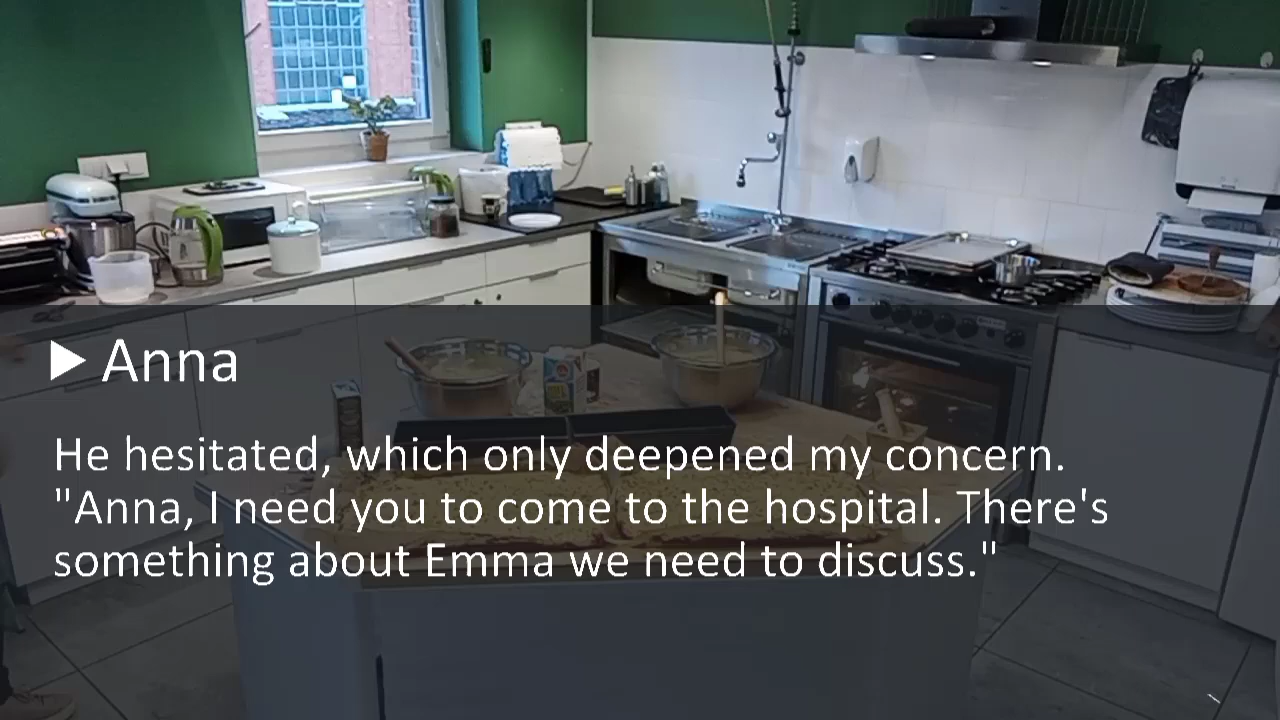 Anna
He hesitated, which only deepened my concern.
"Anna, I need you to come to the hospital. There's
something about Emma we need to discuss."